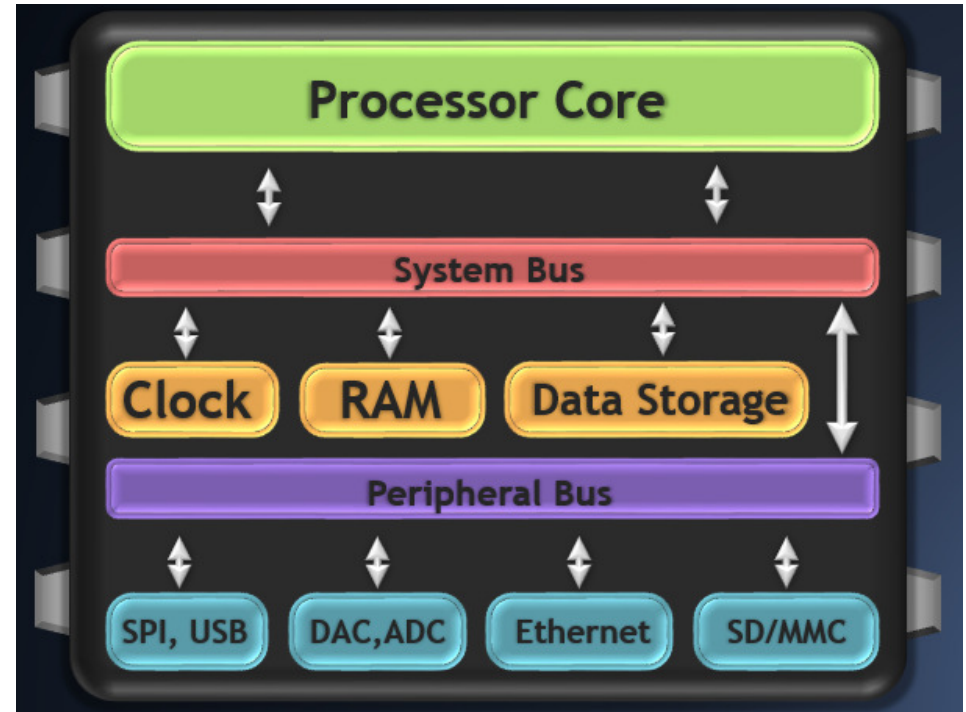 Processor Core
System Bus
Clock
RAM
Data Storage
Peripheral Bus
SPI, USB
DAC,ADC
Ethernet
SD/MMC